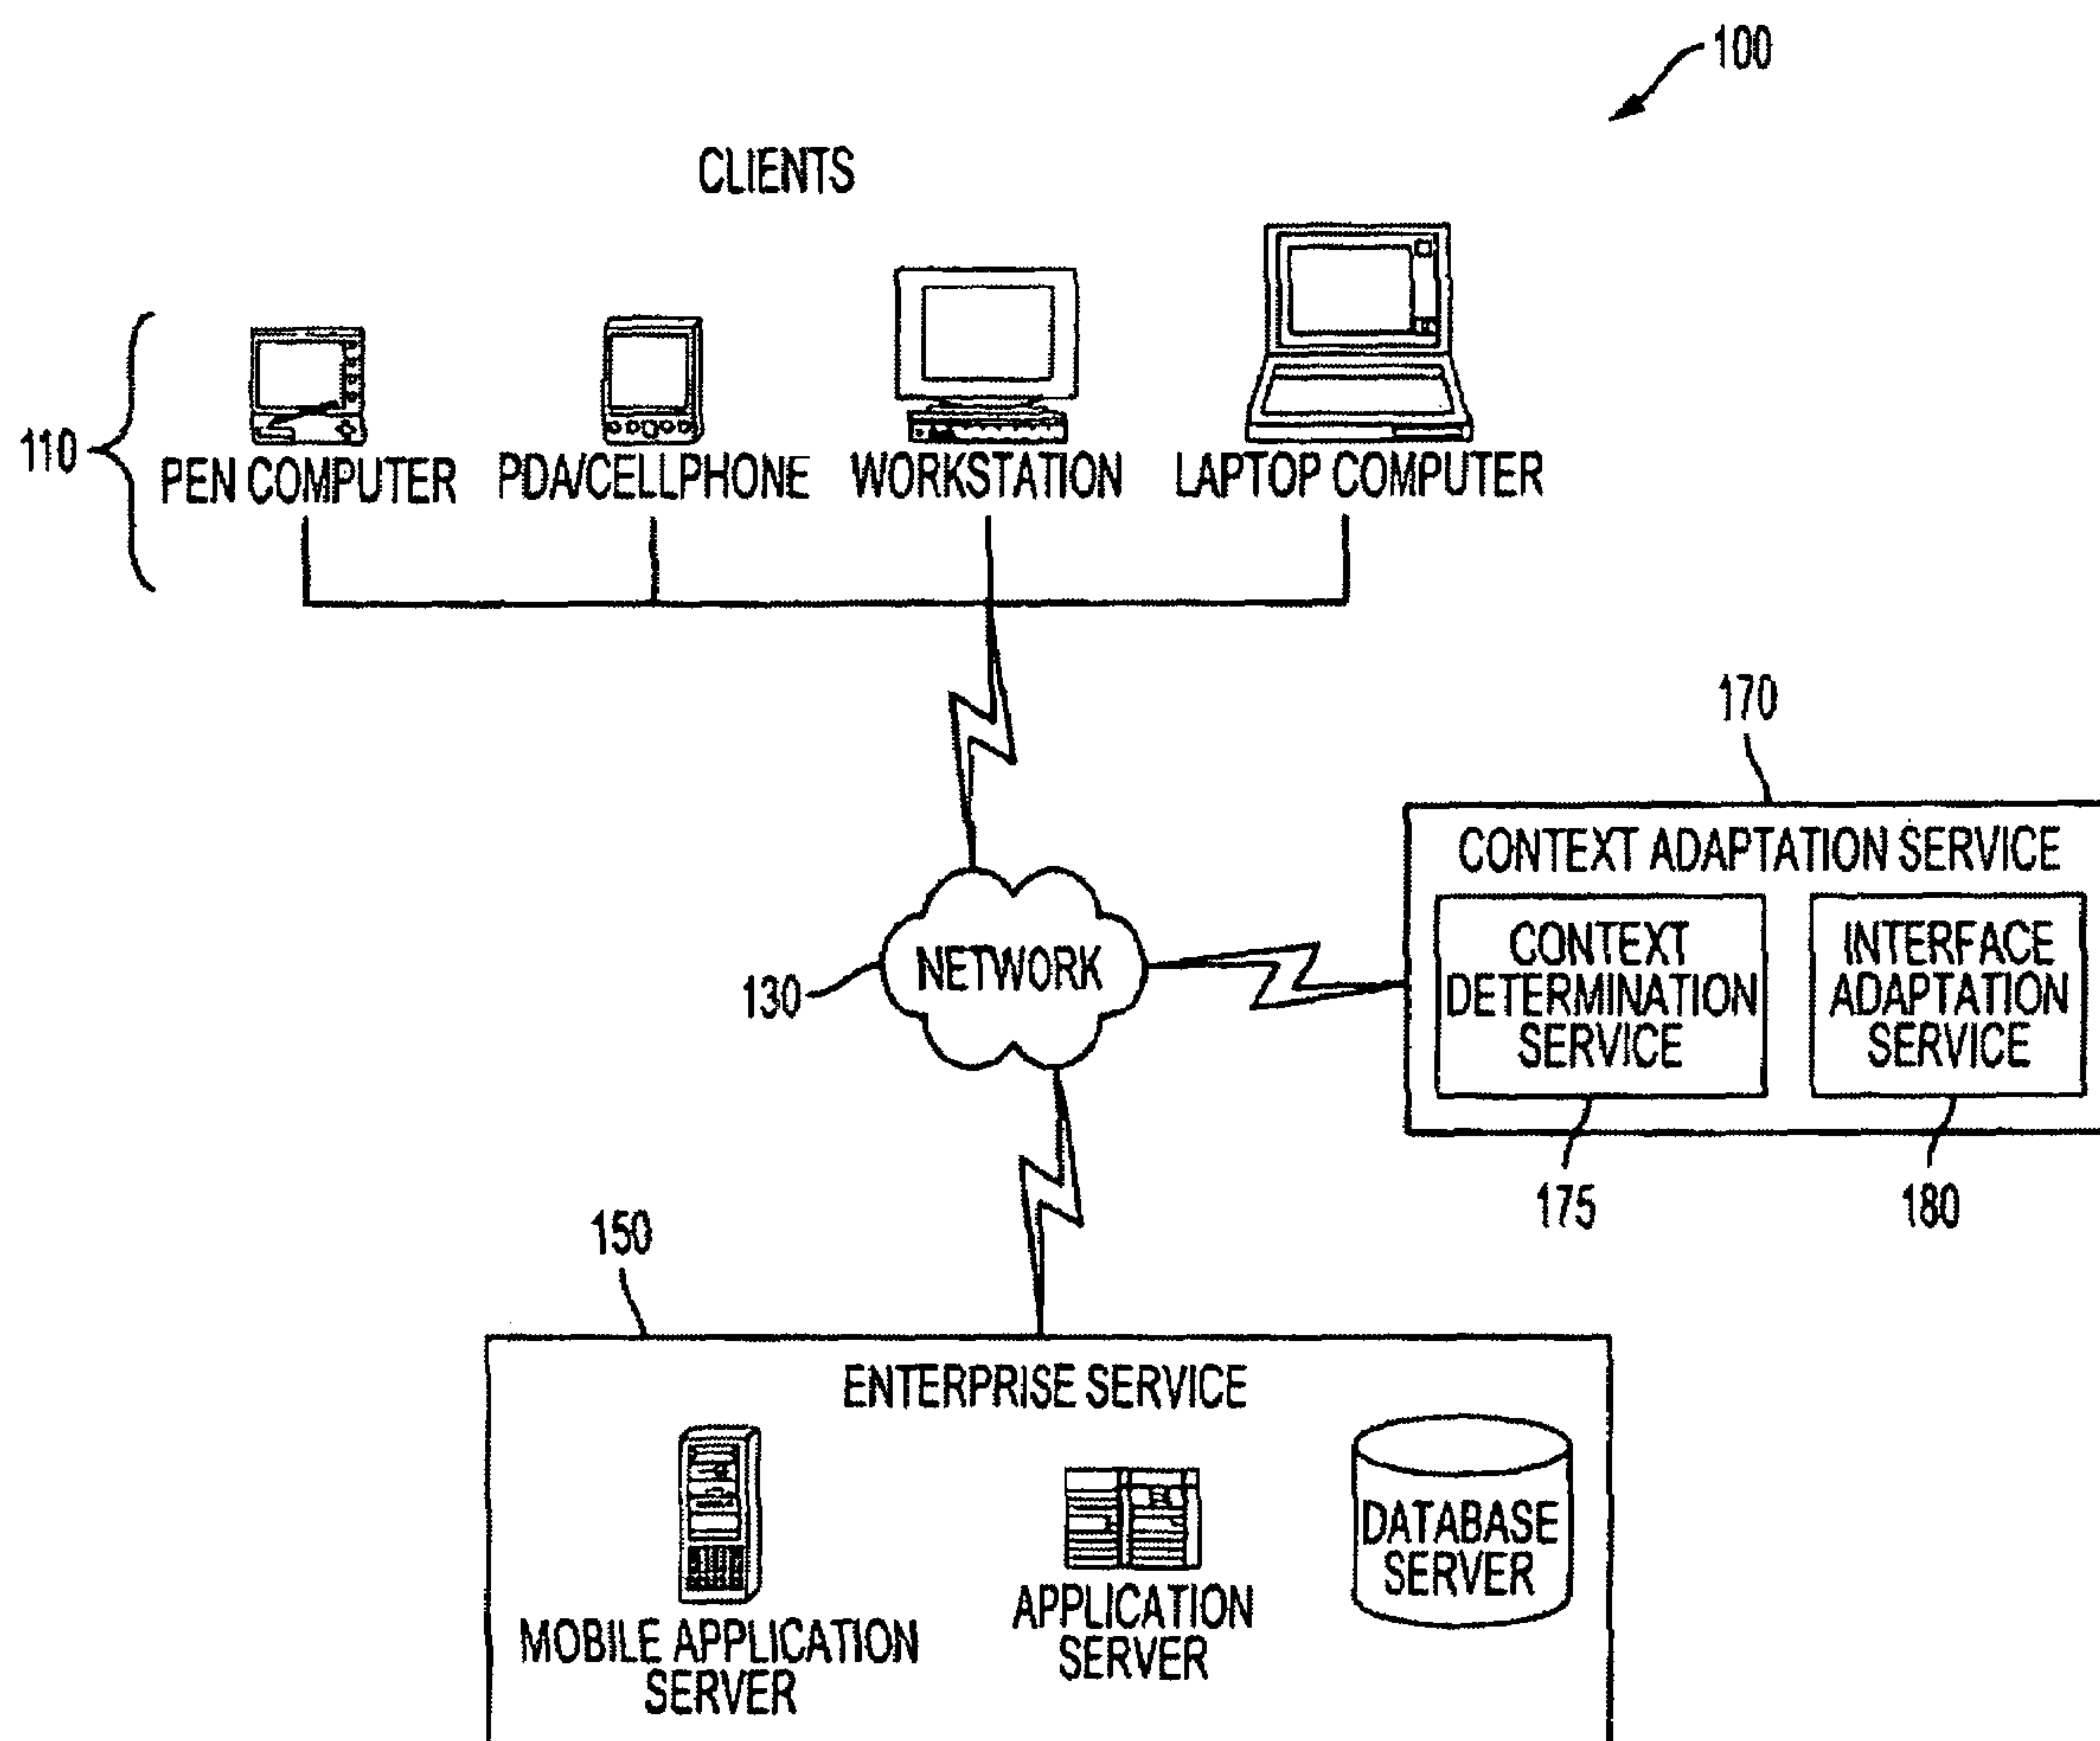 100
CLIENTS
110
PEN COMPUTER
PDA/CELLPHONE
WORKSTATION
LAPTOP COMPUTER
170
CONTEXT ADAPTATION SERVICE
CONTEXT
DETERMINATION
SERVICE
INTERFACE
ADAPTATION
SERVICE
NETWORK
130
175
180
150
ENTERPRISE SERVICE
MOBILE APPLICATION
SERVER
APPLICATION
SERVER
DATABASE
SERVER